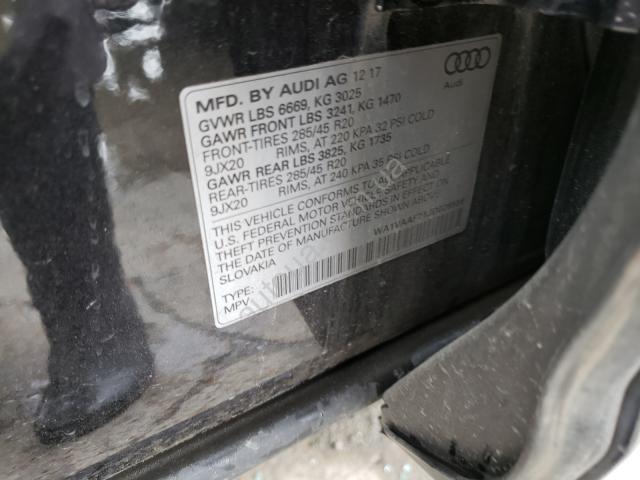 MFD. BY AUDI AG 12 17
GVWR LBS 6669, KG 3025
GAWR FRONT LBS 3241, KG 1470
FRONT-TIRES 285/45 R20
9JX20 RIMS, AT 220 KPA 32 PSI COLD
GAWR REAR LBS 3825, KG 1735
REAR-TIRES 285/45 R20
9JX20 RIMS, AT 240 KPA 35 PSI COLD
THIS VEHICLE CONFORMS TO ALL APPLICABLE
U.S. FEDERAL MOTOR VEHICLE SAFETY AND
THEFT PREVENTION STANDARDS IN EFFECT ON
THE DATE OF MANUFACTURE SHOWN ABOVE.
SLOVAKIA
TYPE:
MPV
Audi